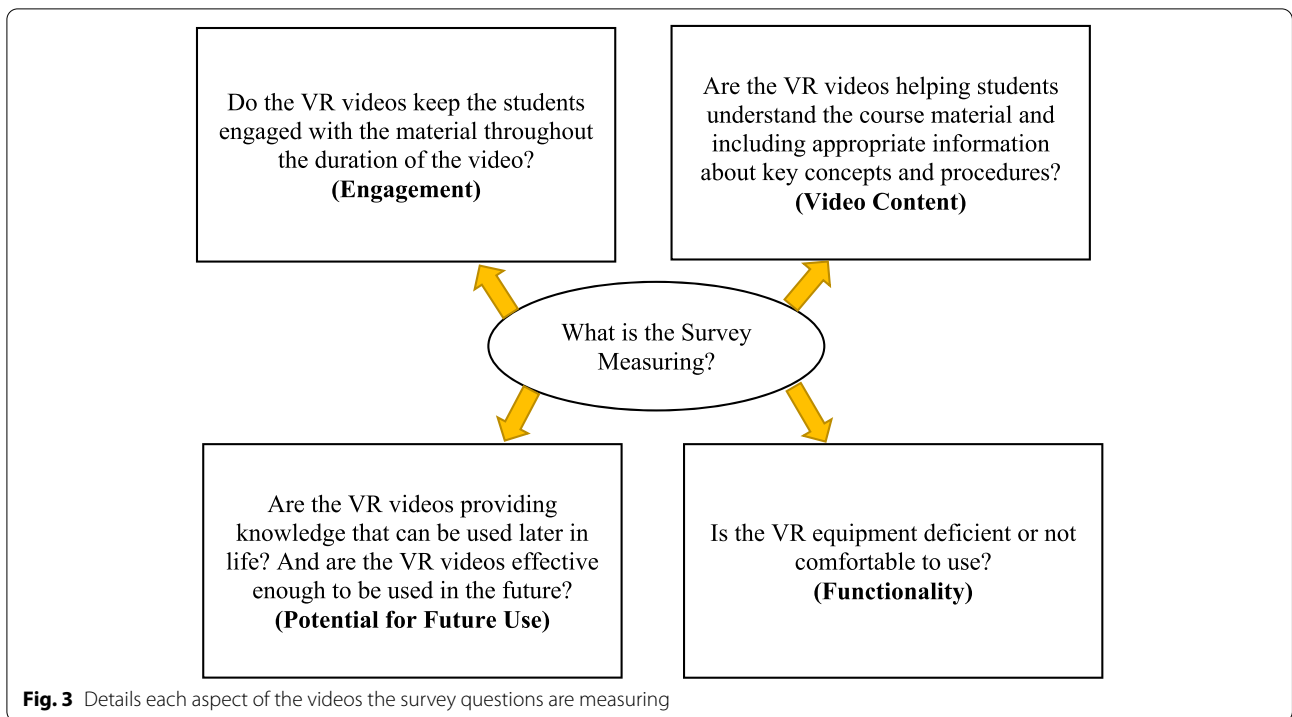 Do the VR videos keep the students
engaged with the material throughout
the duration of the video?
(Engagement)
Are the VR videos helping students
understand the course material and
including appropriate information
about key concepts and procedures?
(Video Content)
What is the Survey
Measuring?
Are the VR videos providing
knowledge that can be used later in
life? And are the VR videos effective
enough to be used in the future?
(Potential for Future Use)
Is the VR equipment deficient or not
comfortable to use?
(Functionality)
Fig. 3 Details each aspect of the videos the survey questions are measuring